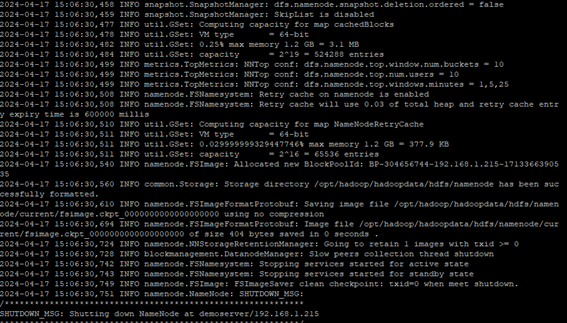 2024-04-17 15:06:30,458 INFO snapshot.SnapshotManager: dfs.namenode.snapshot.deletion.ordered = false
2024-04-17 15:06:30,459 INFO snapshot.SnapshotManager: SkipList is disabled
2024-04-17 15:06:30,477 INFO util.GSet: Computing capacity for map cachedBlocks
2024-04-17 15:06:30,478 INFO util.GSet: VM type       = 64-bit
2024-04-17 15:06:30,482 INFO util.GSet: 0.25% max memory 1.2 GB = 3.1 MB
2024-04-17 15:06:30,484 INFO util.GSet: capacity      = 2^19 = 524288 entries
2024-04-17 15:06:30,499 INFO metrics.TopMetrics: NNTop conf: dfs.namenode.top.window.num.buckets = 10
2024-04-17 15:06:30,499 INFO metrics.TopMetrics: NNTop conf: dfs.namenode.top.num.users = 10
2024-04-17 15:06:30,499 INFO metrics.TopMetrics: NNTop conf: dfs.namenode.top.windows.minutes = 1,5,25
2024-04-17 15:06:30,508 INFO namenode.FSNamesystem: Retry cache on namenode is enabled
2024-04-17 15:06:30,508 INFO namenode.FSNamesystem: Retry cache will use 0.03 of total heap and retry cache entr
y expiry time is 600000 millis
2024-04-17 15:06:30,510 INFO util.GSet: Computing capacity for map NameNodeRetryCache
2024-04-17 15:06:30,511 INFO util.GSet: VM type       = 64-bit
2024-04-17 15:06:30,511 INFO util.GSet: 0.029999999329447746% max memory 1.2 GB = 377.9 KB
2024-04-17 15:06:30,511 INFO util.GSet: capacity      = 2^16 = 65536 entries
2024-04-17 15:06:30,540 INFO namenode.FSImage: Allocated new BlockPoolId: BP-304656744-192.168.1.215-17133663905
35
2024-04-17 15:06:30,560 INFO common.Storage: Storage directory /opt/hadoop/hadoopdata/hdfs/namenode has been suc
cessfully formatted.
2024-04-17 15:06:30,610 INFO namenode.FSImageFormatProtobuf: Saving image file /opt/hadoop/hadoopdata/hdfs/namen
ode/current/fsimage.ckpt_0000000000000000000 using no compression
2024-04-17 15:06:30,694 INFO namenode.FSImageFormatProtobuf: Image file /opt/hadoop/hadoopdata/hdfs/namenode/cur
rent/fsimage.ckpt_0000000000000000000 of size 404 bytes saved in 0 seconds .
2024-04-17 15:06:30,724 INFO namenode.NNStorageRetentionManager: Going to retain 1 images with txid >= 0
2024-04-17 15:06:30,728 INFO blockmanagement.DatanodeManager: Slow peers collection thread shutdown
2024-04-17 15:06:30,742 INFO namenode.FSNamesystem: Stopping services started for active state
2024-04-17 15:06:30,743 INFO namenode.FSNamesystem: Stopping services started for standby state
2024-04-17 15:06:30,749 INFO namenode.FSImage: FSImageSaver clean checkpoint: txid=0 when meet shutdown.
2024-04-17 15:06:30,751 INFO namenode.NameNode: SHUTDOWN_MSG:
/************************************************************
SHUTDOWN_MSG: Shutting down NameNode at demoserver/192.168.1.215
************************************************************/